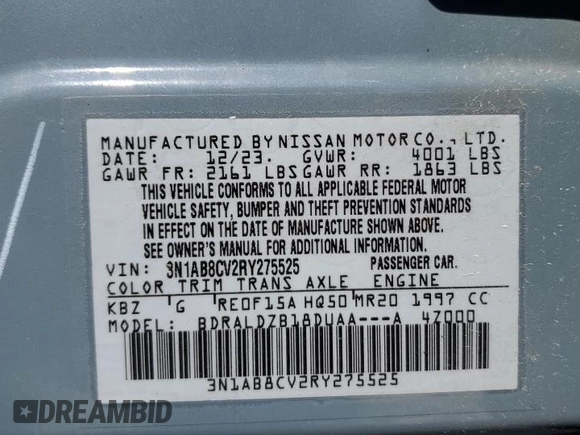 MANUFACTURED BY NISSAN MOTOR CO., LTD.
DATE: 12/23. GVWR: 4001 LBS
GAWR FR: 2161 LBS GAWR RR: 1863 LBS
THIS VEHICLE CONFORMS TO ALL APPLICABLE FEDERAL MOTOR
VEHICLE SAFETY, BUMPER AND THEFT PREVENTION STANDARDS
IN EFFECT ON THE DATE OF MANUFACTURE SHOWN ABOVE.
SEE OWNER'S MANUAL FOR ADDITIONAL INFORMATION.
VIN: 3N1AB8CV2RY275525 PASSENGER CAR.
COLOR TRIM TRANS AXLE ENGINE
KBZ G RE0F15A HQ50 MR20 1997 CC
MODEL: BDRALDZB18DUAA---A 4Z000
3N1AB8CV2RY275525
DREAMBID